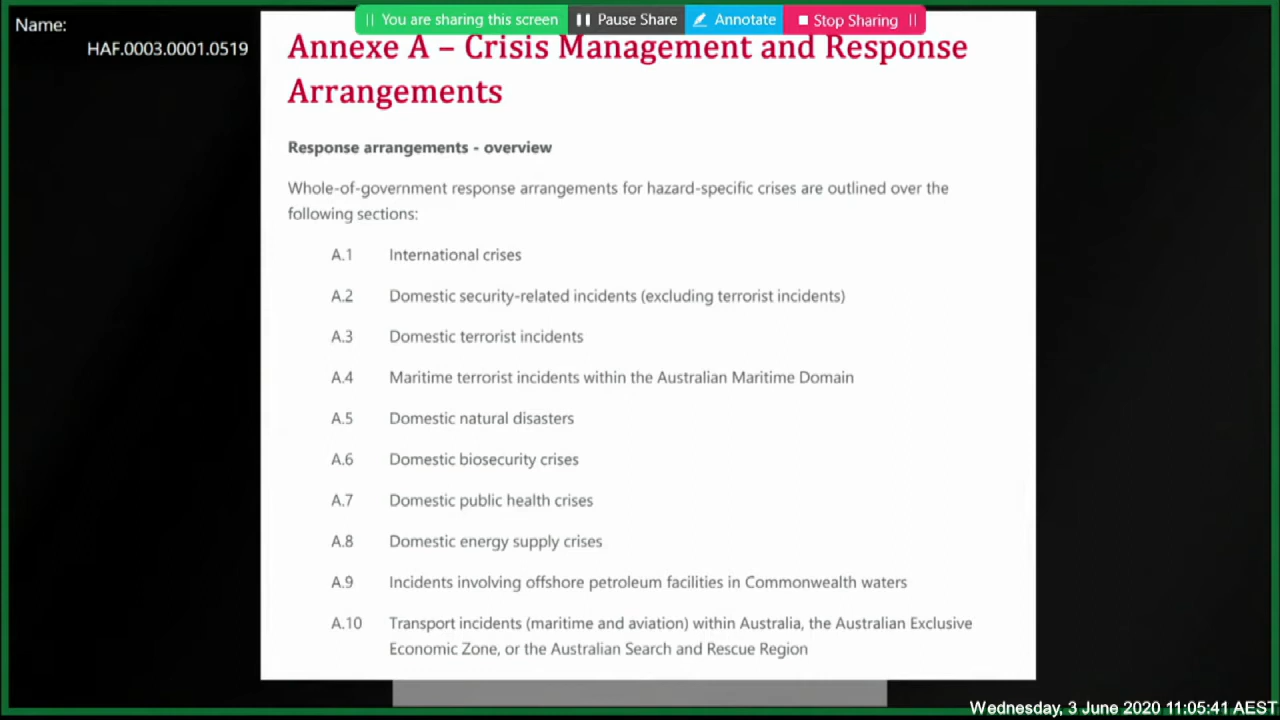 Name:
HAF.0003.0001.0519
You are sharing this screen
Pause Share
Annotate
Stop Sharing
Annexe A – Crisis Management and Response
Arrangements
Response arrangements - overview
Whole-of-government response arrangements for hazard-specific crises are outlined over the
following sections:
A.1 International crises
A.2 Domestic security-related incidents (excluding terrorist incidents)
A.3 Domestic terrorist incidents
A.4 Maritime terrorist incidents within the Australian Maritime Domain
A.5 Domestic natural disasters
A.6 Domestic biosecurity crises
A.7 Domestic public health crises
A.8 Domestic energy supply crises
A.9 Incidents involving offshore petroleum facilities in Commonwealth waters
A.10 Transport incidents (maritime and aviation) within Australia, the Australian Exclusive
Economic Zone, or the Australian Search and Rescue Region
Wednesday, 3 June 2020 11:05:41 AEST